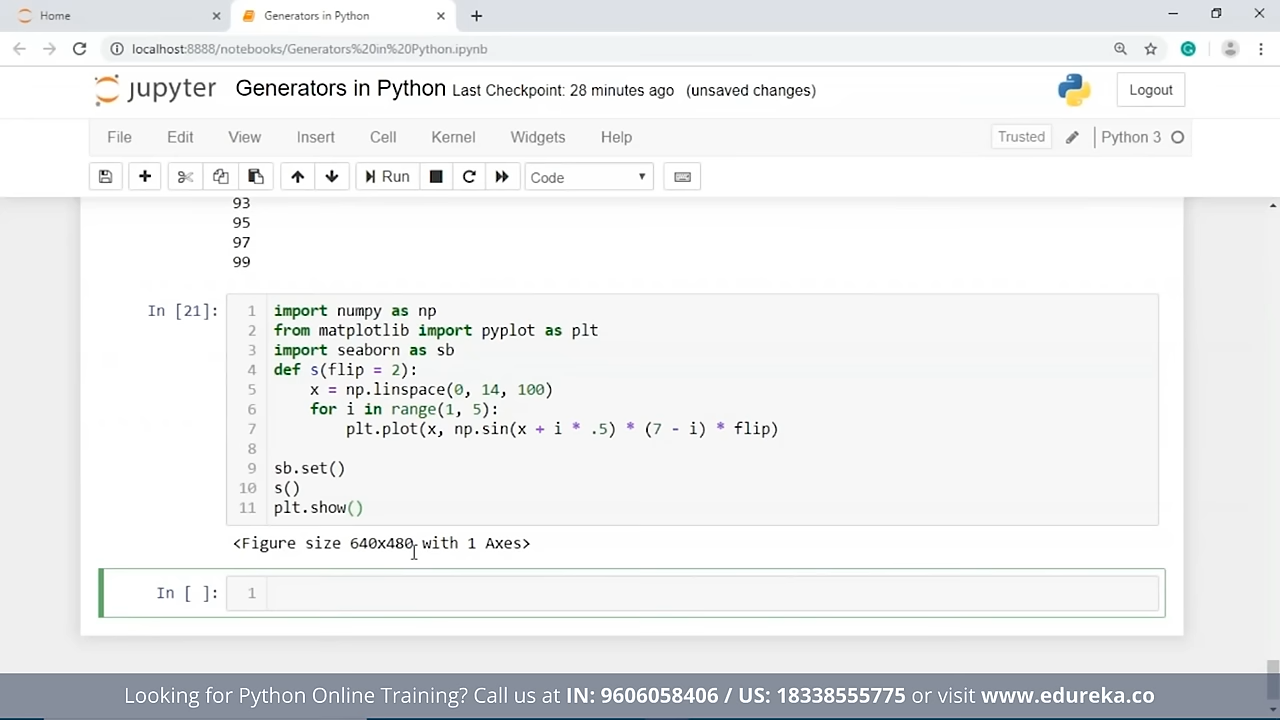 Home
Generators in Python
localhost:8888/notebooks/Generators%20in%20Python.ipynb
jupyter Generators in Python Last Checkpoint: 28 minutes ago (unsaved changes)
Logout
File Edit View Insert Cell Kernel Widgets Help
Trusted
Python 3
Run
Code
93
95
97
99
In [21]:
1 import numpy as np
2 from matplotlib import pyplot as plt
3 import seaborn as sb
4 def s(flip = 2):
5     x = np.linspace(0, 14, 100)
6     for i in range(1, 5):
7         plt.plot(x, np.sin(x + i * .5) * (7 - i) * flip)
8
9 sb.set()
10 s()
11 plt.show()
<Figure size 640x480 with 1 Axes>
In [ ]: 1
Looking for Python Online Training? Call us at IN: 9606058406 / US: 18338555775 or visit www.edureka.co